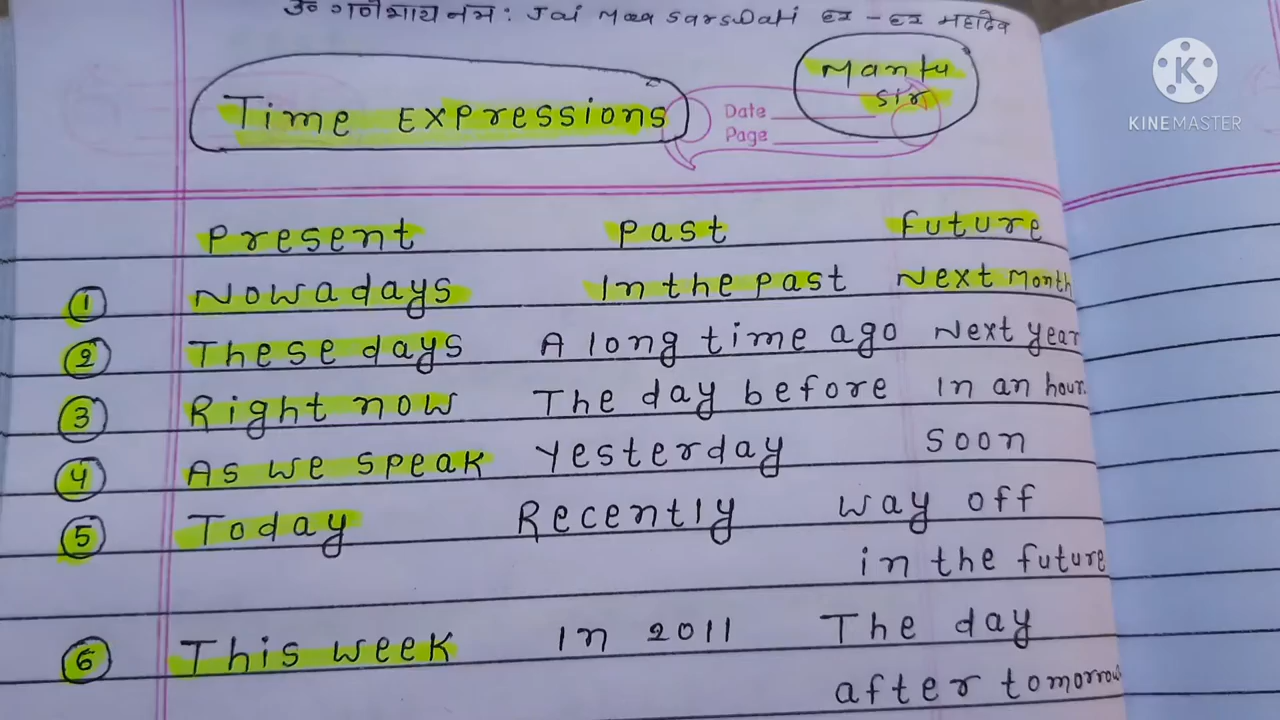 ॐ गणेशाय नम: Jai Maa SarsWati हर - हर महादेव
Mantu
sir
Time EXPressions
Date
Page
K
KINEMASTER
Present Past Future
1 Nowadays In the past Next Month
2 These days A long time ago Next year
3 Right now The day before In an hour.
4 As we speak Yesterday Soon
5 Today Recently way off
in the future
6 This week In 2011 The day
after tomorrow